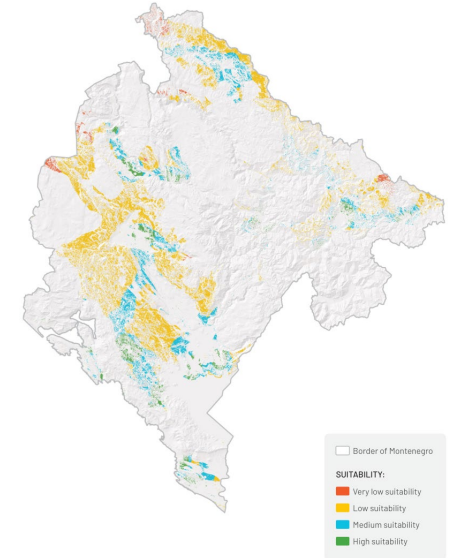 Border of Montenegro
SUITABILITY:
Very low suitability
Low suitability
Medium suitability
High suitability